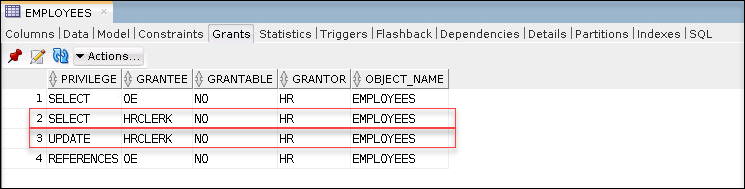 EMPLOYEES ×
Columns Data Model Constraints Grants Statistics Triggers Flashback Dependencies Details Partitions Indexes SQL
Actions...
PRIVILEGE GRANTEE GRANTABLE GRANTOR OBJECT_NAME
1 SELECT OE NO HR EMPLOYEES
2 SELECT HRCLERK NO HR EMPLOYEES
3 UPDATE HRCLERK NO HR EMPLOYEES
4 REFERENCES OE NO HR EMPLOYEES